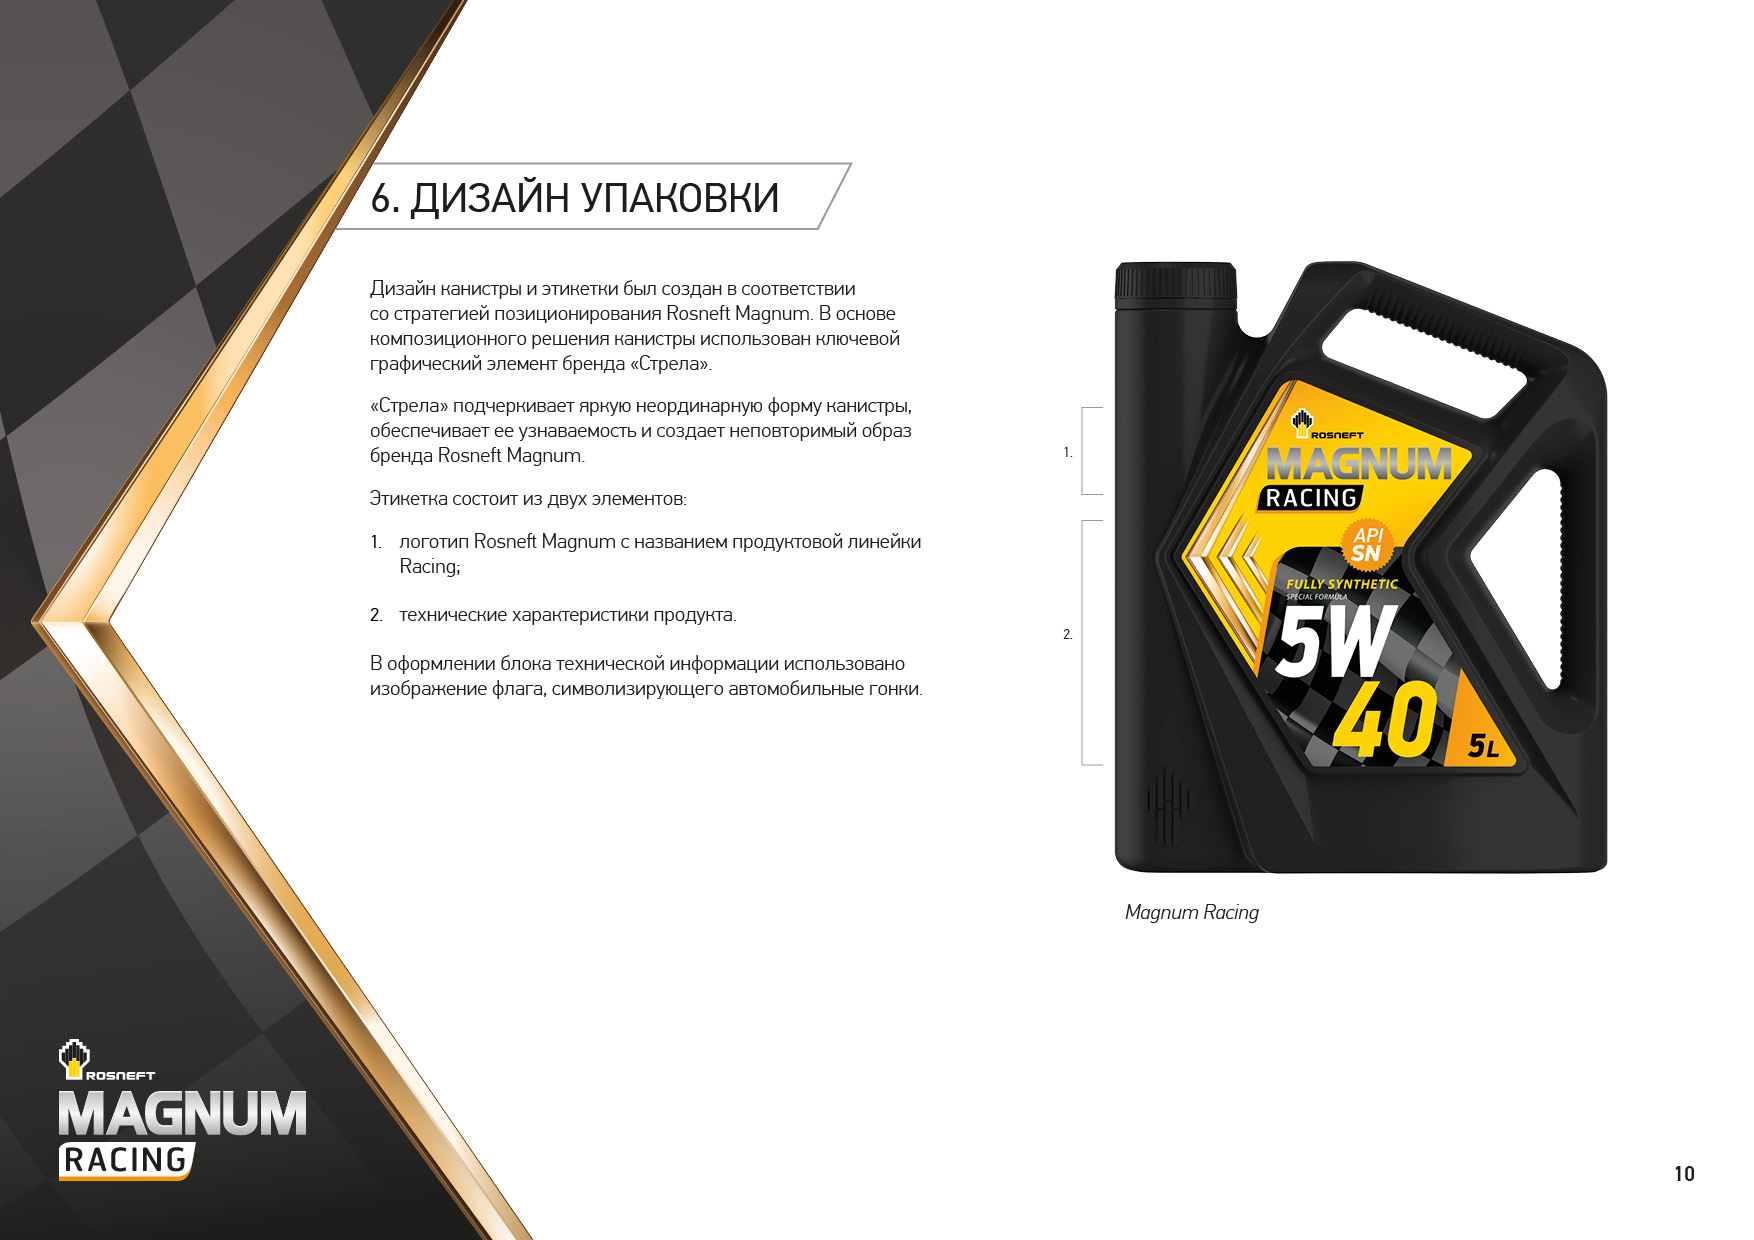 6. ДИЗАЙН УПАКОВКИ
Дизайн канистры и этикетки был создан в соответствии
со стратегией позиционирования Rosneft Magnum. В основе
композиционного решения канистры использован ключевой
графический элемент бренда «Стрела».
«Стрела» подчеркивает яркую неординарную форму канистры,
обеспечивает ее узнаваемость и создает неповторимый образ
бренда Rosneft Magnum.
Этикетка состоит из двух элементов:
1. логотип Rosneft Magnum с названием продуктовой линейки
Racing;
2. технические характеристики продукта.
В оформлении блока технической информации использовано
изображение флага, символизирующего автомобильные гонки.
1.
2.
ROSNEFT
MAGNUM
RACING
API
SN
FULLY SYNTHETIC
SPECIAL FORMULA
5W
40
5L
Magnum Racing
ROSNEFT
MAGNUM
RACING
10